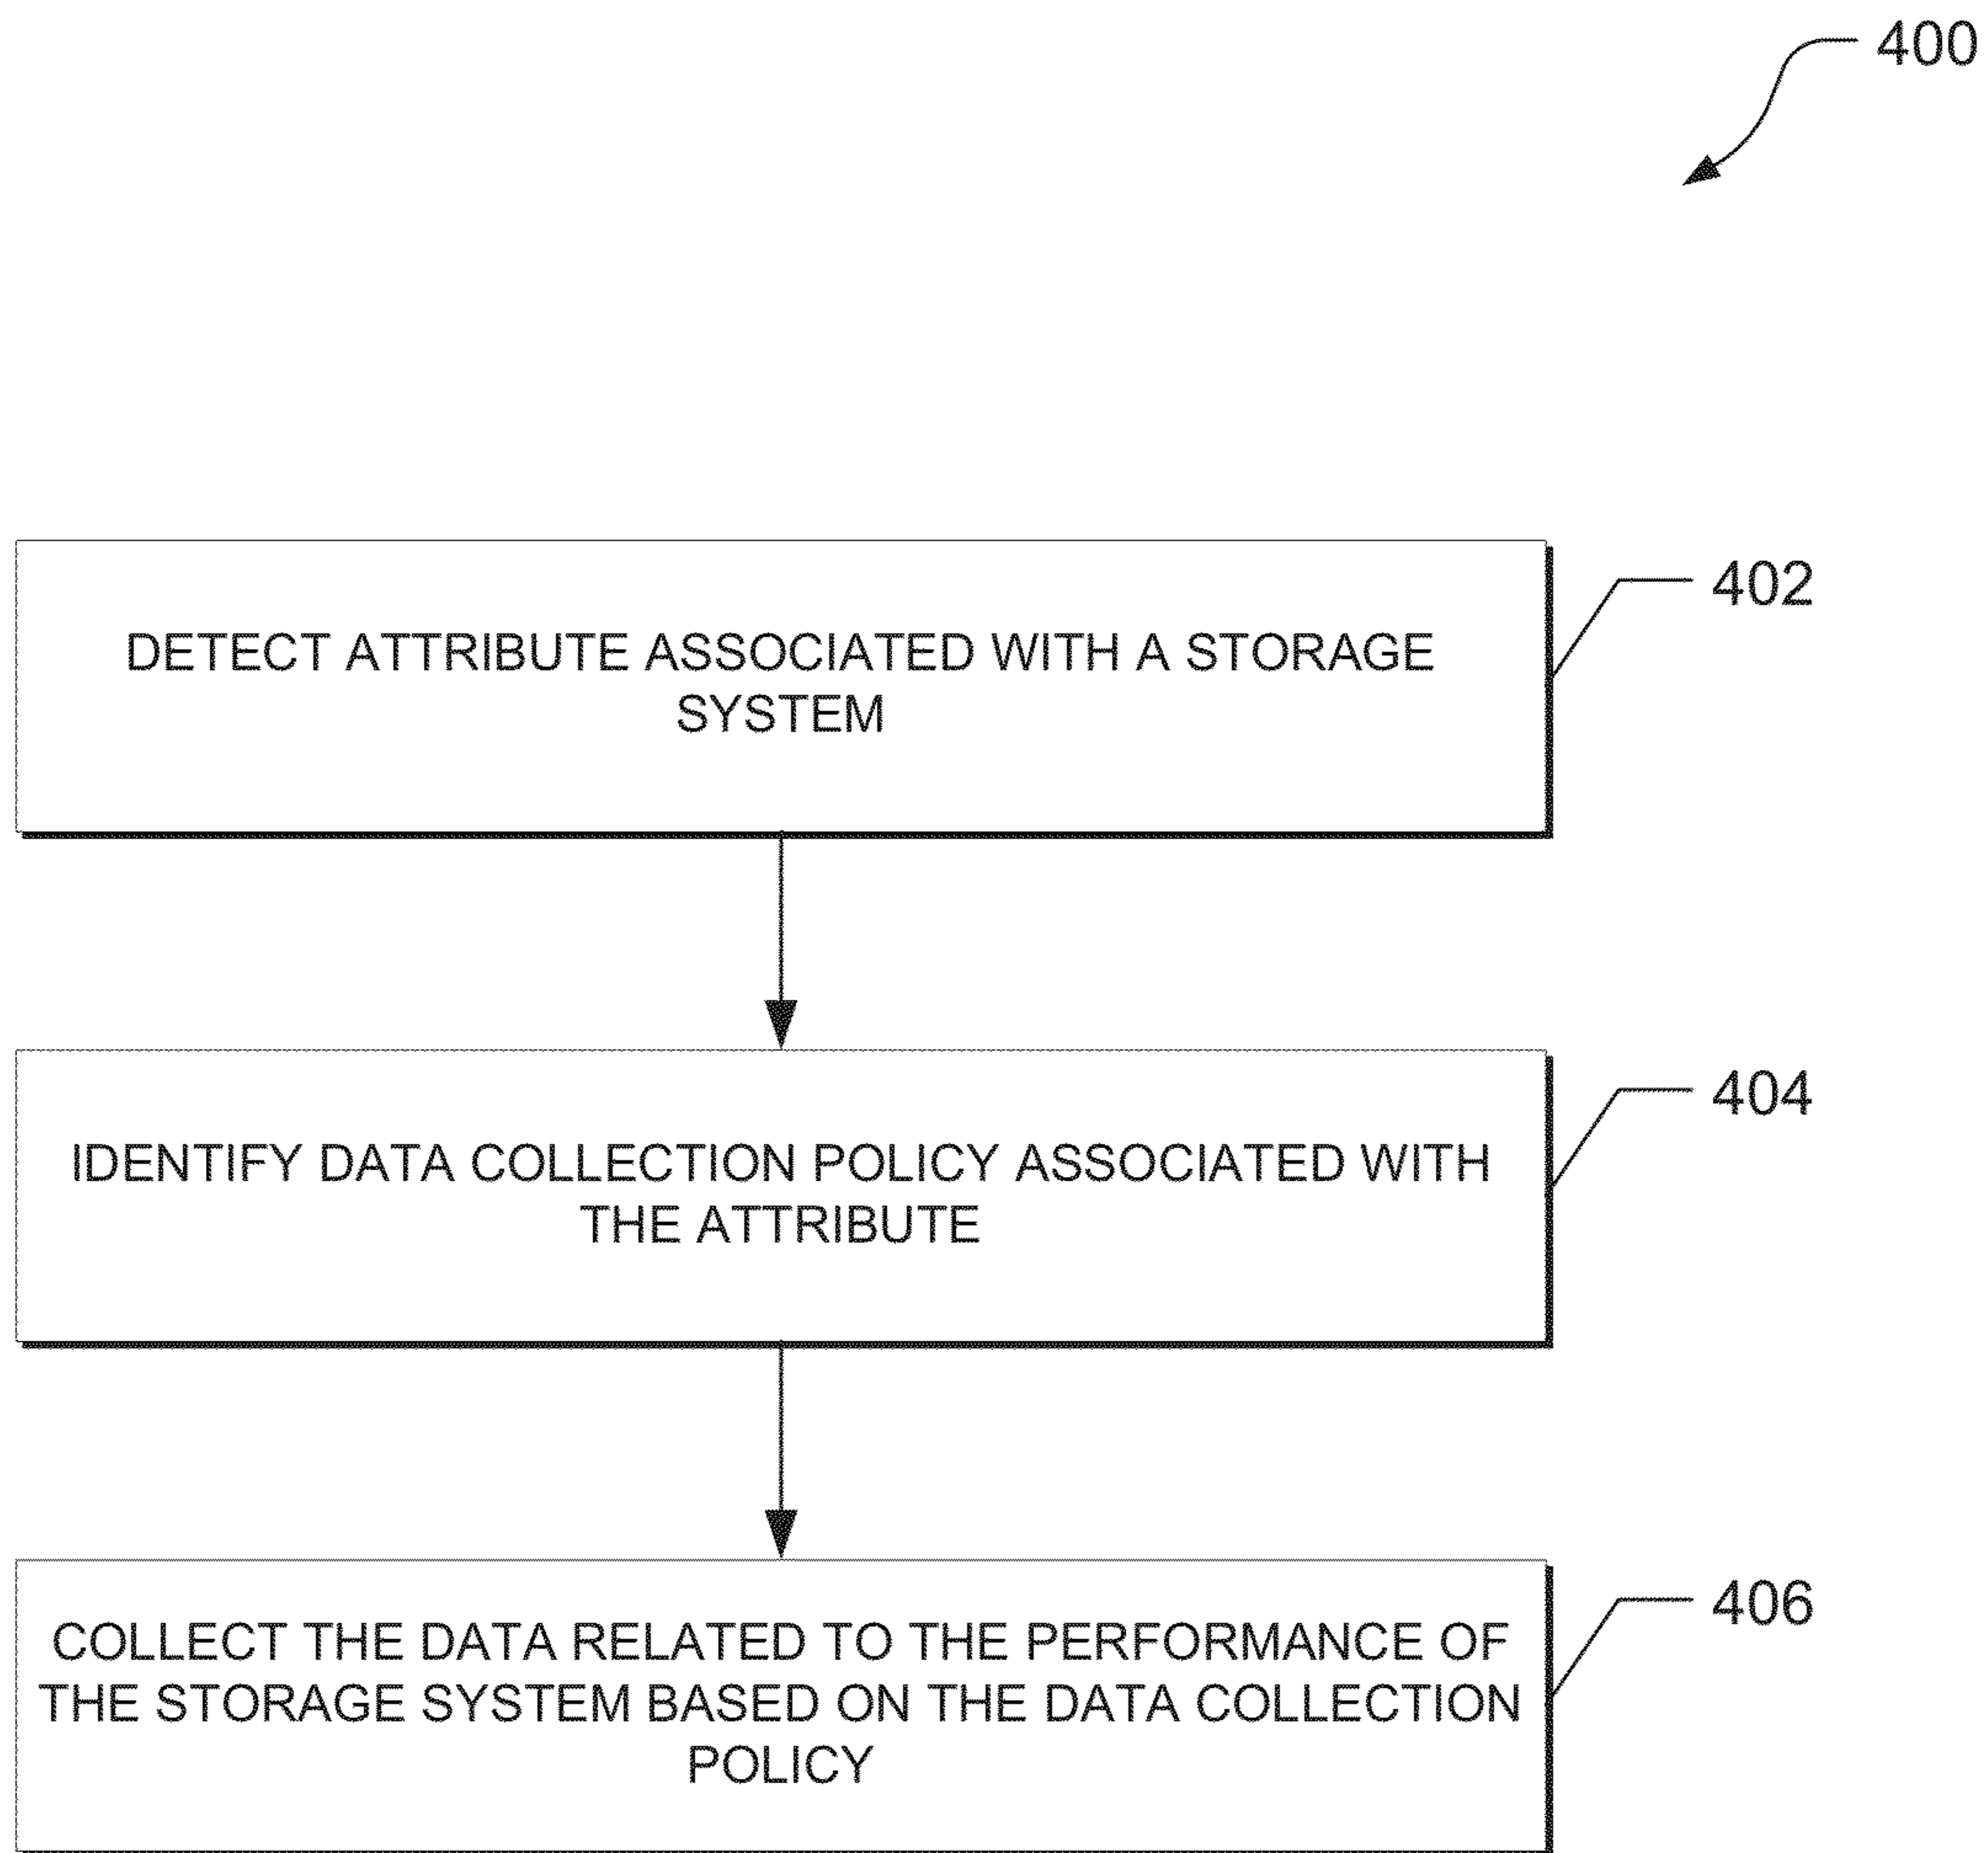 400
DETECT ATTRIBUTE ASSOCIATED WITH A STORAGE
SYSTEM
402
IDENTIFY DATA COLLECTION POLICY ASSOCIATED WITH
THE ATTRIBUTE
404
COLLECT THE DATA RELATED TO THE PERFORMANCE OF
THE STORAGE SYSTEM BASED ON THE DATA COLLECTION
POLICY
406